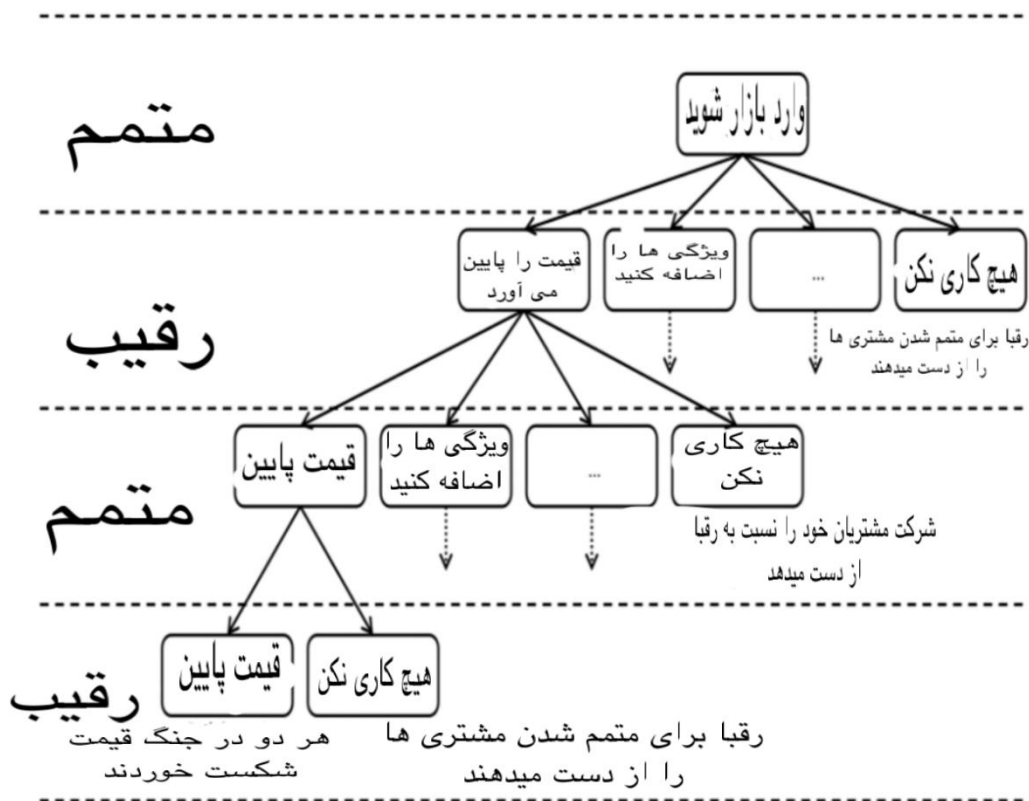 متمم
وارد بازار شوید
هیچ کاری نکن
...
ویژگی ها را
اضافه کنید
قیمت را پایین
می آورد
رقیب
رقبا برای متمم شدن مشتری ها
را از دست میدهند
هیچ کاری
نکن
...
ویژگی ها را
اضافه کنید
قیمت پایین
متمم
شرکت مشتریان خود را نسبت به رقبا
از دست میدهد
هیچ کاری نکن
قیمت پایین
رقیب
رقبا برای متمم شدن مشتری ها
را از دست میدهند
هر دو در جنگ قیمت
شکست خوردند